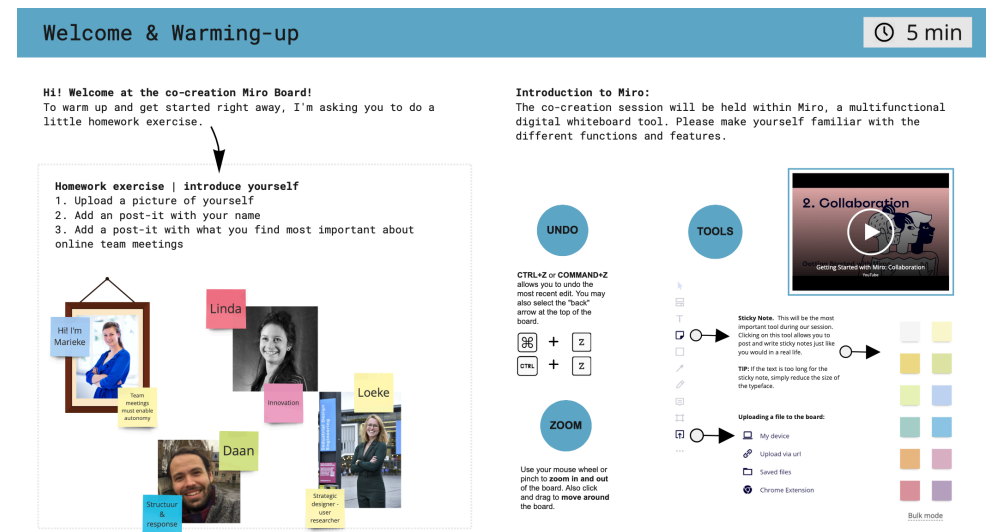 Welcome & Warming-up
5 min
Hi! Welcome at the co-creation Miro Board!
To warm up and get started right away, I'm asking you to do a
little homework exercise.
Homework exercise | introduce yourself
1. Upload a picture of yourself
2. Add an post-it with your name
3. Add a post-it with what you find most important about
online team meetings
Hi! I'm
Marieke
Team
meetings
must enable
autonomy
Linda
Innovation
Loeke
Strategic
designer -
user
researcher
Daan
Structuur
&
response
Introduction to Miro:
The co-creation session will be held within Miro, a multifunctional
digital whiteboard tool. Please make yourself familiar with the
different functions and features.
UNDO
CTRL+Z or COMMAND+Z
allows you to undo the
most recent edit. You may
also select the "back"
arrow at the top of the
board.
⌘ + Z
CTRL + Z
ZOOM
Use your mouse wheel or
pinch to zoom in and out
of the board. Also click
and drag to move around
the board.
TOOLS
2. Collaboration
Getting Started with Miro: Collaboration
YouTube
Sticky Note. This will be the
most important tool during our session.
Clicking on this tool allows you to
post and write sticky notes just like
you would in a real life.
TIP: If the text is too long for the
sticky note, simply reduce the size of
the typeface.
Uploading a file to the board:
My device
Upload via url
Saved files
Chrome Extension
Bulk mode